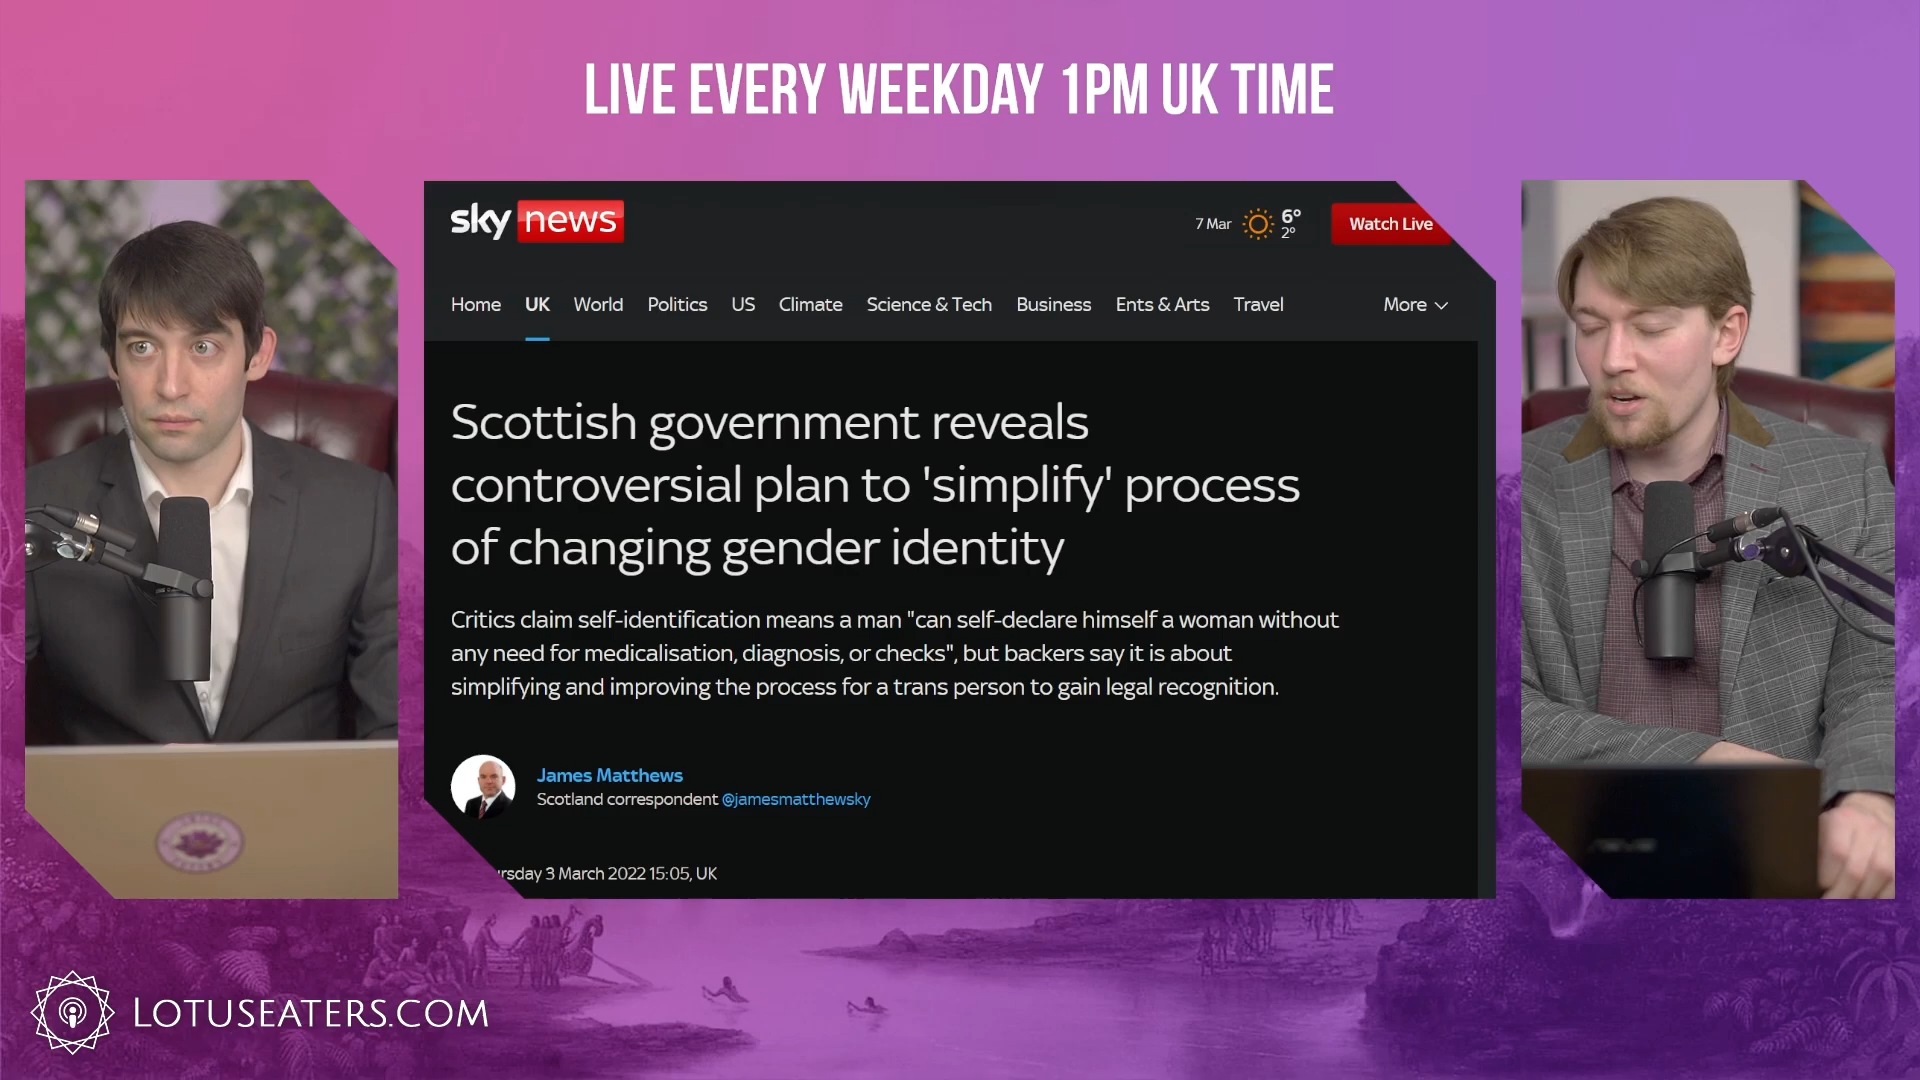 LIVE EVERY WEEKDAY 1PM UK TIME
sky news
7 Mar
6°
2°
Watch Live
Home UK World Politics US Climate Science & Tech Business Ents & Arts Travel More
Scottish government reveals
controversial plan to 'simplify' process
of changing gender identity
Critics claim self-identification means a man "can self-declare himself a woman without
any need for medicalisation, diagnosis, or checks", but backers say it is about
simplifying and improving the process for a trans person to gain legal recognition.
James Matthews
Scotland correspondent @jamesmatthewsky
3 March 2022 15:05, UK
LOTUSEATERS.COM